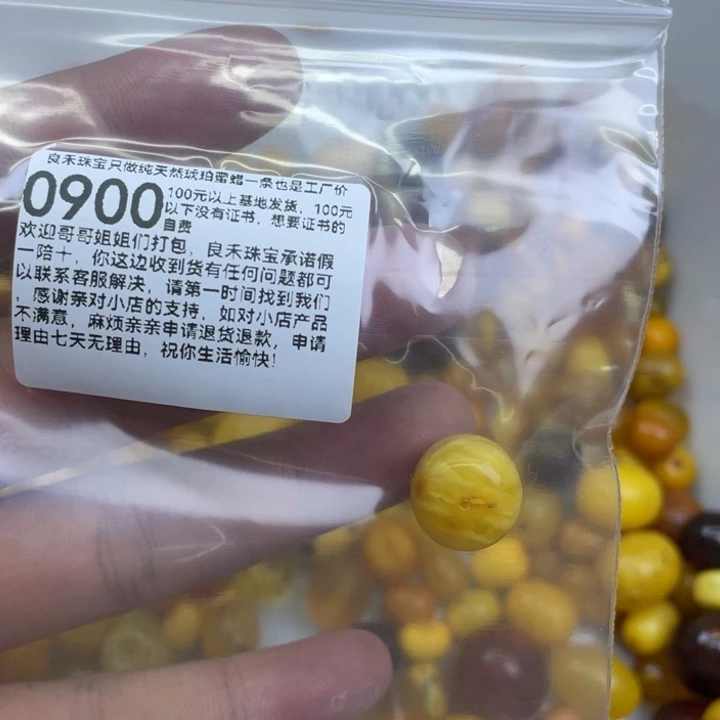 良禾珠宝只做纯天然琥珀蜜蜡一条也是工厂价
0900
100元以上基地发货，100元
以下没有证书，想要证书的
自费
欢迎哥哥姐姐们打包，良禾珠宝承诺假
一赔十，你这边收到货有任何问题都可
以联系客服解决，请第一时间找到我们
，感谢亲对小店的支持，如对小店产品
不满意，麻烦亲亲申请退货退款，申请
理由七天无理由，祝你生活愉快！